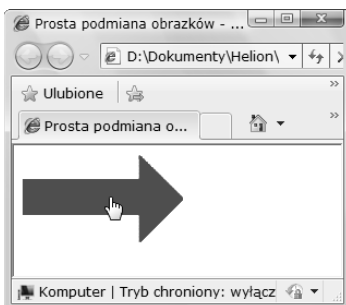 Prosta podmiana obrazków - ...
D:\Dokumenty\Helion\
Ulubione
Prosta podmiana o...
Komputer | Tryb chroniony: wyłącz